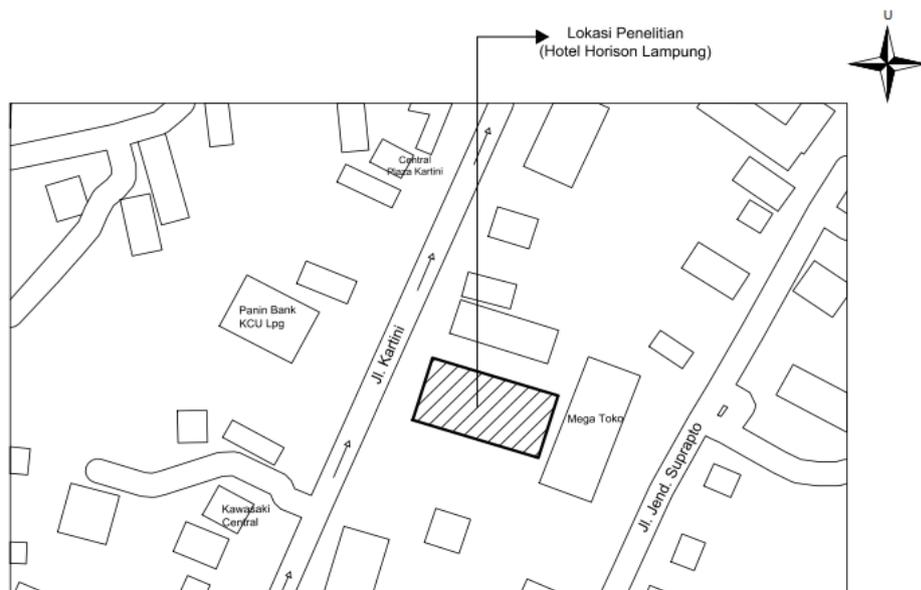 U
Lokasi Penelitian
(Hotel Horison Lampung)
Central
Plaza Kartini
Panin Bank
KCU Lpg
Jl. Kartini
Mega Toko
Jl. Jend. Suprapto
Kawasaki
Central